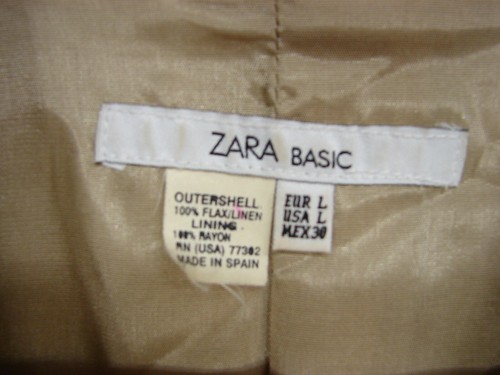 ZARA BASIC
OUTERSHELL
100% FLAX/LINEN
LINING
100% RAYON
RN (USA) 77302
MADE IN SPAIN
EUR L
USA L
MEX 30